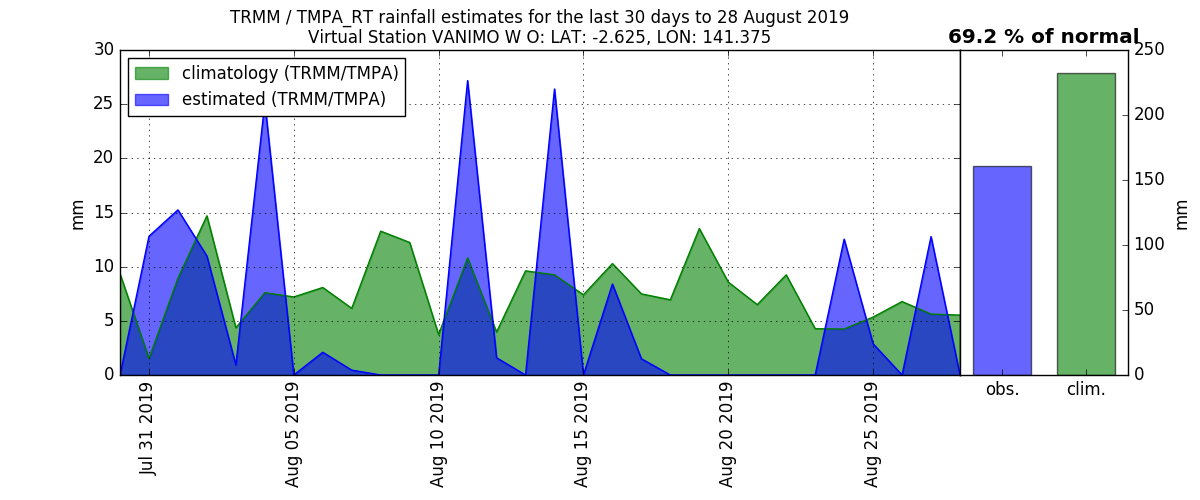 TRMM / TMPA_RT rainfall estimates for the last 30 days to 28 August 2019
Virtual Station VANIMO W O: LAT: -2.625, LON: 141.375
69.2 % of normal
climatology (TRMM/TMPA)
estimated (TRMM/TMPA)
30
25
20
15
10
5
0
mm
Jul 31 2019
Aug 05 2019
Aug 10 2019
Aug 15 2019
Aug 20 2019
Aug 25 2019
obs.
clim.
250
200
150
100
50
0
mm